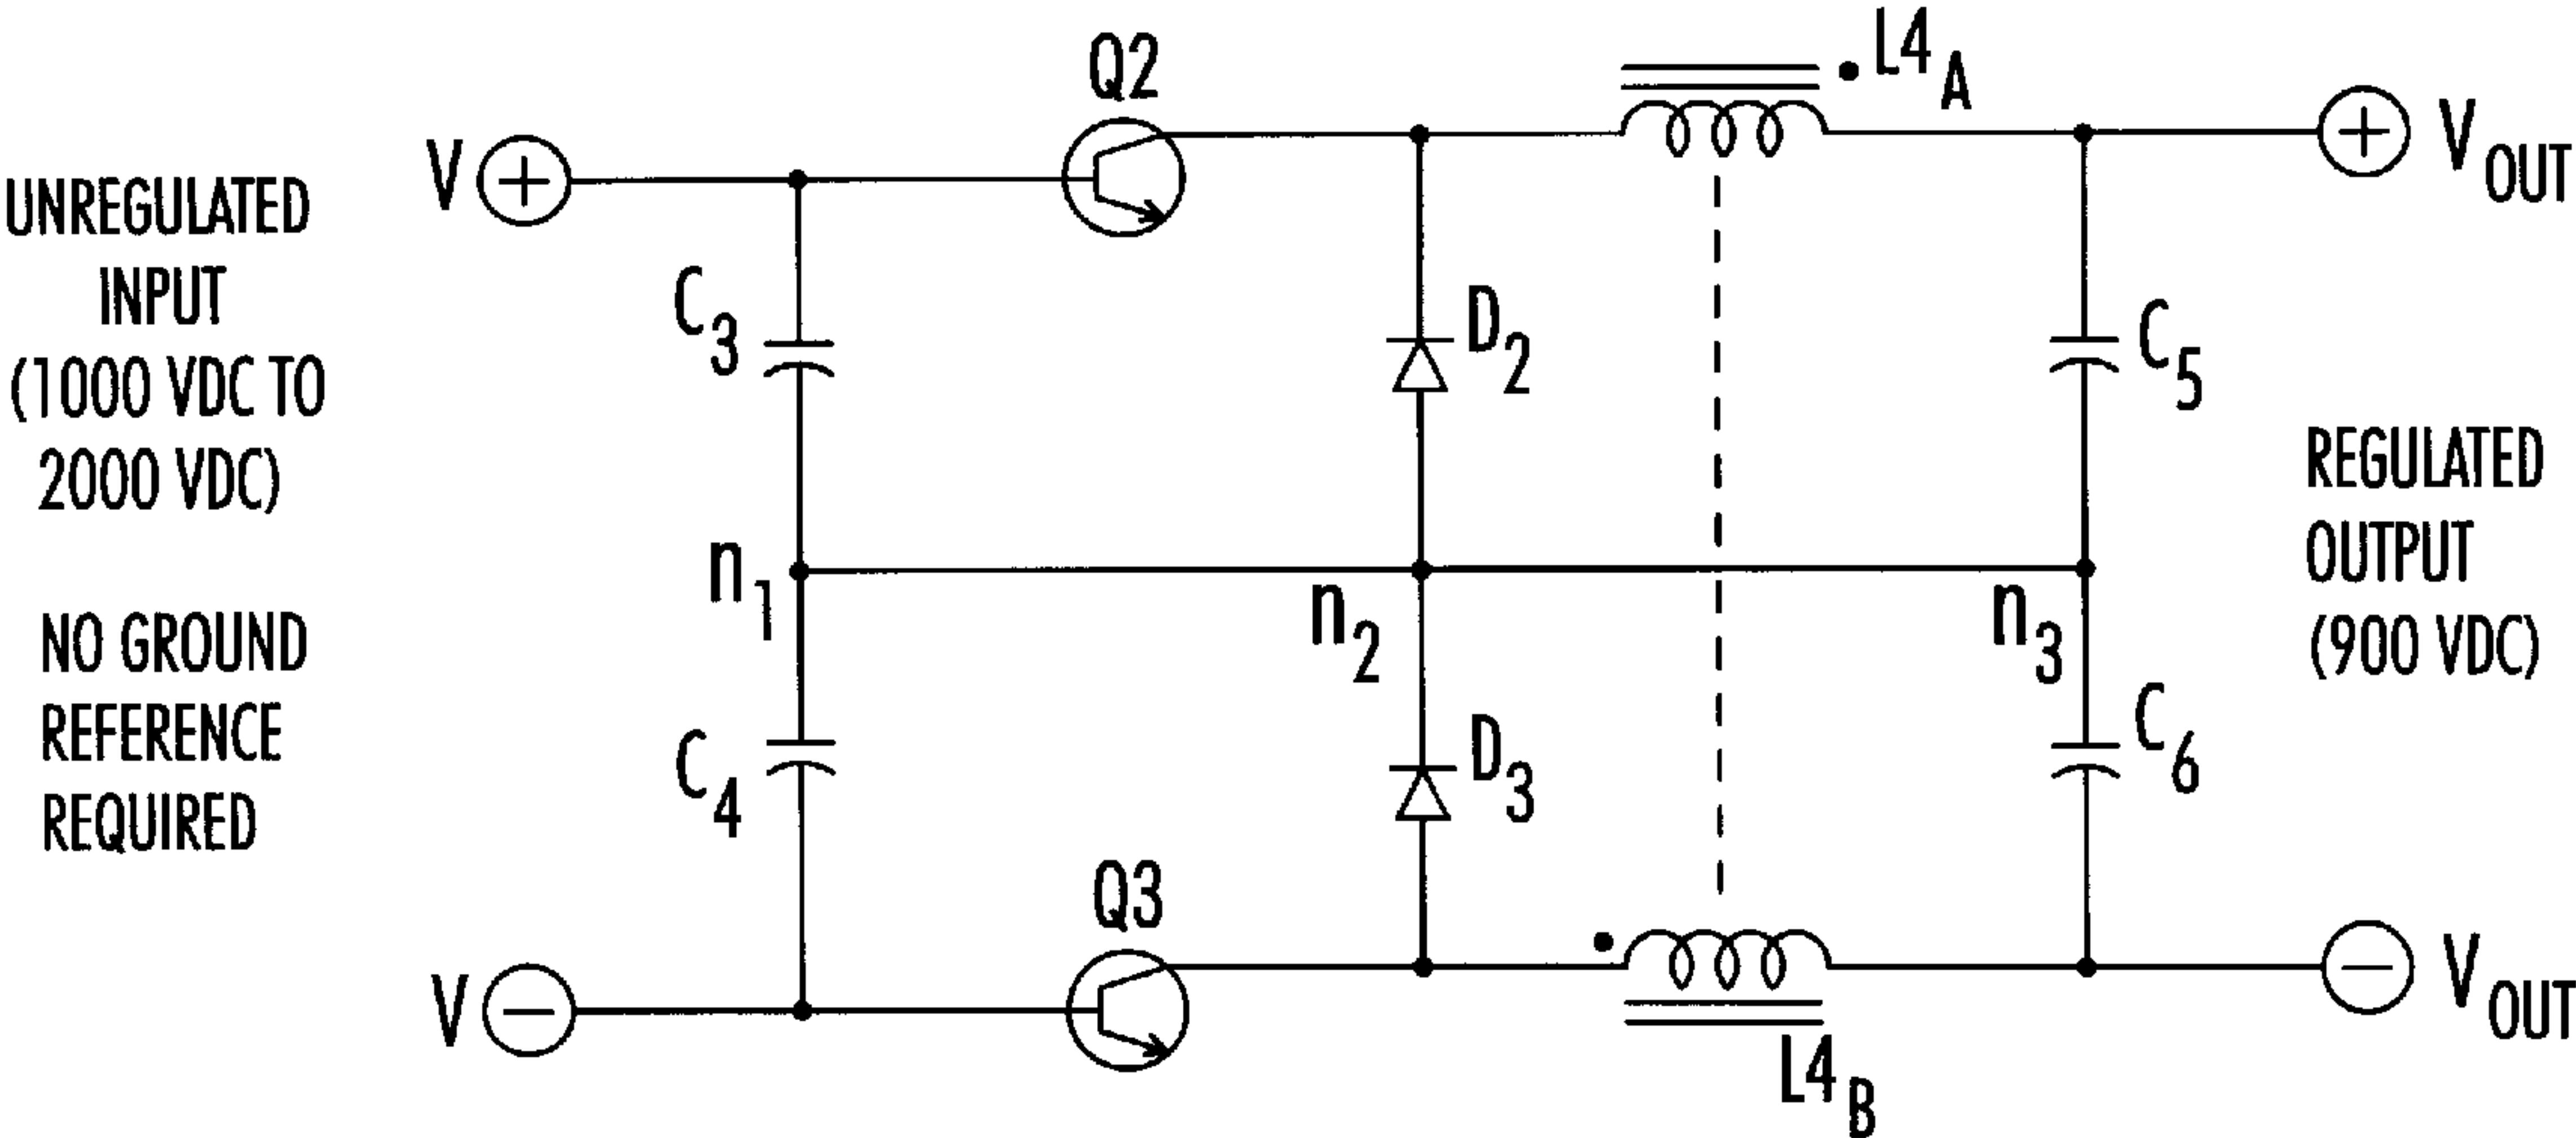 UNREGULATED
INPUT
(1000 VDC TO
2000 VDC)
NO GROUND
REFERENCE
REQUIRED
V +
V −
Q2
Q3
C3
C4
n1
n2
n3
D2
D3
L4A
L4B
C5
C6
+ VOUT
− VOUT
REGULATED
OUTPUT
(900 VDC)